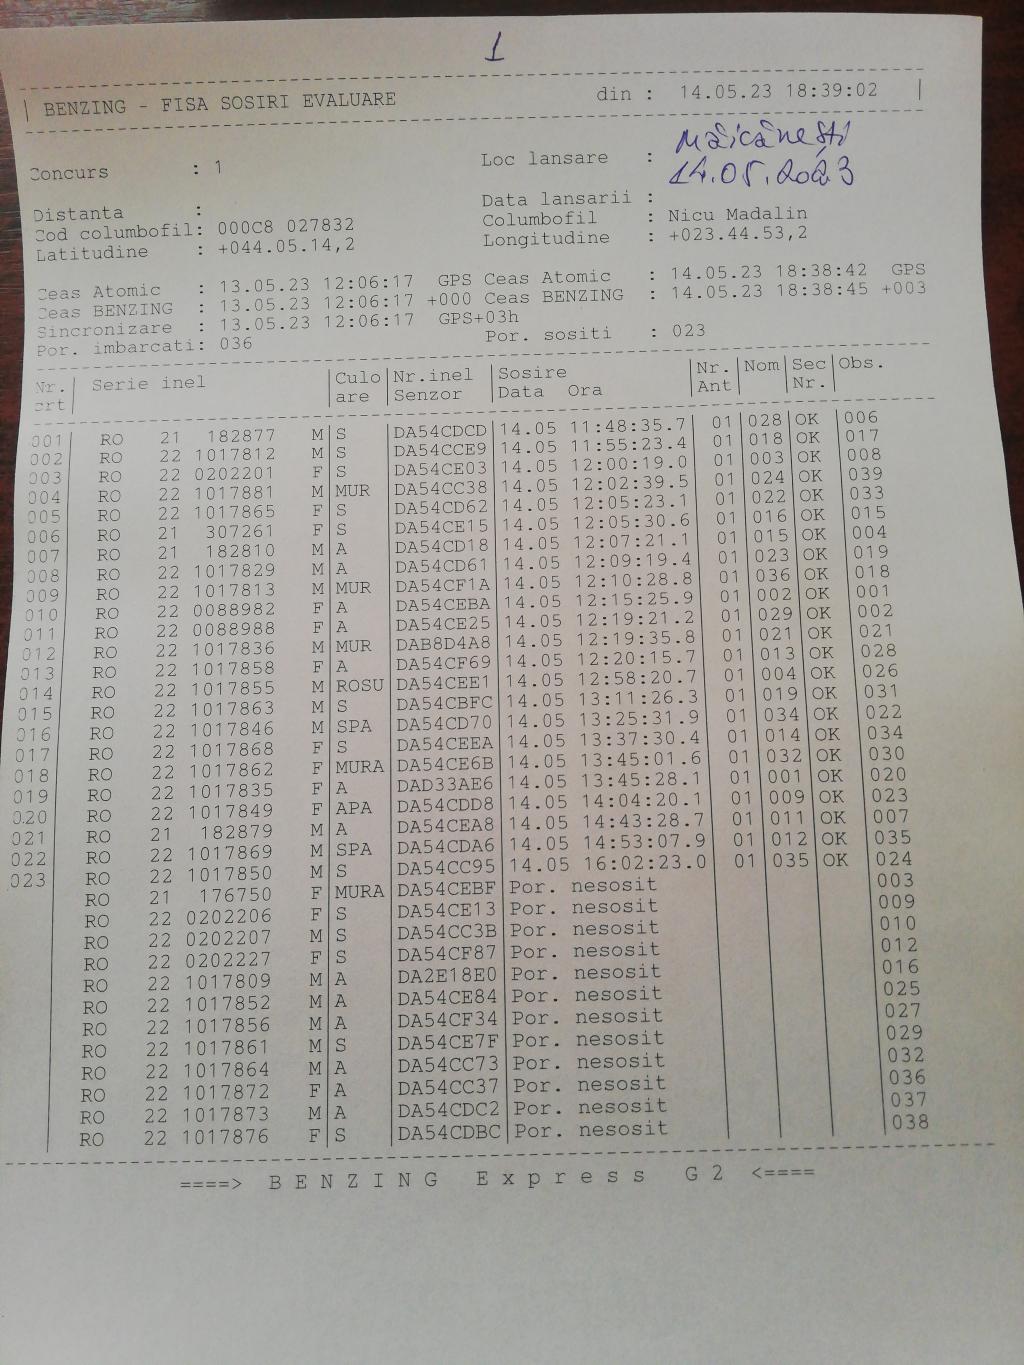 1
BENZING - FISA SOSIRI EVALUARE din : 14.05.23 18:39:02
Concurs : 1 Loc lansare : Măicănești
14.05.2023
Distanta : Data lansarii :
Cod columbofil: 000C8 027832 Columbofil : Nicu Madalin
Latitudine : +044.05.14,2 Longitudine : +023.44.53,2
Ceas Atomic : 13.05.23 12:06:17 GPS Ceas Atomic : 14.05.23 18:38:42 GPS
Ceas BENZING : 13.05.23 12:06:17 +000 Ceas BENZING : 14.05.23 18:38:45 +003
Sincronizare : 13.05.23 12:06:17 GPS+03h
Por. imbarcati: 036 Por. sositi : 023
Nr. Serie inel Culo Nr.inel Sosire Nr. Nom Sec Obs.
crt are Senzor Data Ora Ant Nr.
001 RO 21 182877 M S DA54CDCD 14.05 11:48:35.7 01 028 OK 006
002 RO 22 1017812 M S DA54CCE9 14.05 11:55:23.4 01 018 OK 017
003 RO 22 0202201 F S DA54CE03 14.05 12:00:19.0 01 003 OK 008
004 RO 22 1017881 M MUR DA54CC38 14.05 12:02:39.5 01 024 OK 039
005 RO 22 1017865 F S DA54CD62 14.05 12:05:23.1 01 022 OK 033
006 RO 21 307261 F S DA54CE15 14.05 12:05:30.6 01 016 OK 015
007 RO 21 182810 M A DA54CD18 14.05 12:07:21.1 01 015 OK 004
008 RO 22 1017829 M A DA54CD61 14.05 12:09:19.4 01 023 OK 019
009 RO 22 1017813 M MUR DA54CF1A 14.05 12:10:28.8 01 036 OK 018
010 RO 22 0088982 F A DA54CEBA 14.05 12:15:25.9 01 002 OK 001
011 RO 22 0088988 F A DA54CE25 14.05 12:19:21.2 01 029 OK 002
012 RO 22 1017836 M MUR DAB8D4A8 14.05 12:19:35.8 01 021 OK 021
013 RO 22 1017858 F A DA54CF69 14.05 12:20:15.7 01 013 OK 028
014 RO 22 1017855 M ROSU DA54CEE1 14.05 12:58:20.7 01 004 OK 026
015 RO 22 1017863 M S DA54CBFC 14.05 13:11:26.3 01 019 OK 031
016 RO 22 1017846 M SPA DA54CD70 14.05 13:25:31.9 01 034 OK 022
017 RO 22 1017868 F S DA54CEEA 14.05 13:37:30.4 01 014 OK 034
018 RO 22 1017862 F MURA DA54CE6B 14.05 13:45:01.6 01 032 OK 030
019 RO 22 1017835 F A DAD33AE6 14.05 13:45:28.1 01 001 OK 020
020 RO 22 1017849 F APA DA54CDD8 14.05 14:04:20.1 01 009 OK 023
021 RO 21 182879 M A DA54CEA8 14.05 14:43:28.7 01 011 OK 007
022 RO 22 1017869 M SPA DA54CDA6 14.05 14:53:07.9 01 012 OK 035
023 RO 22 1017850 M S DA54CC95 14.05 16:02:23.0 01 035 OK 024
RO 21 176750 F MURA DA54CEBF Por. nesosit 003
RO 22 0202206 F S DA54CE13 Por. nesosit 009
RO 22 0202207 M S DA54CC3B Por. nesosit 010
RO 22 0202227 F S DA54CF87 Por. nesosit 012
RO 22 1017809 M A DA2E18E0 Por. nesosit 016
RO 22 1017852 M A DA54CE84 Por. nesosit 025
RO 22 1017856 M A DA54CF34 Por. nesosit 027
RO 22 1017861 M S DA54CE7F Por. nesosit 029
RO 22 1017864 M A DA54CC73 Por. nesosit 032
RO 22 1017872 F A DA54CC37 Por. nesosit 036
RO 22 1017873 M A DA54CDC2 Por. nesosit 037
RO 22 1017876 F S DA54CDBC Por. nesosit 038
====> BENZING Express G2 <====